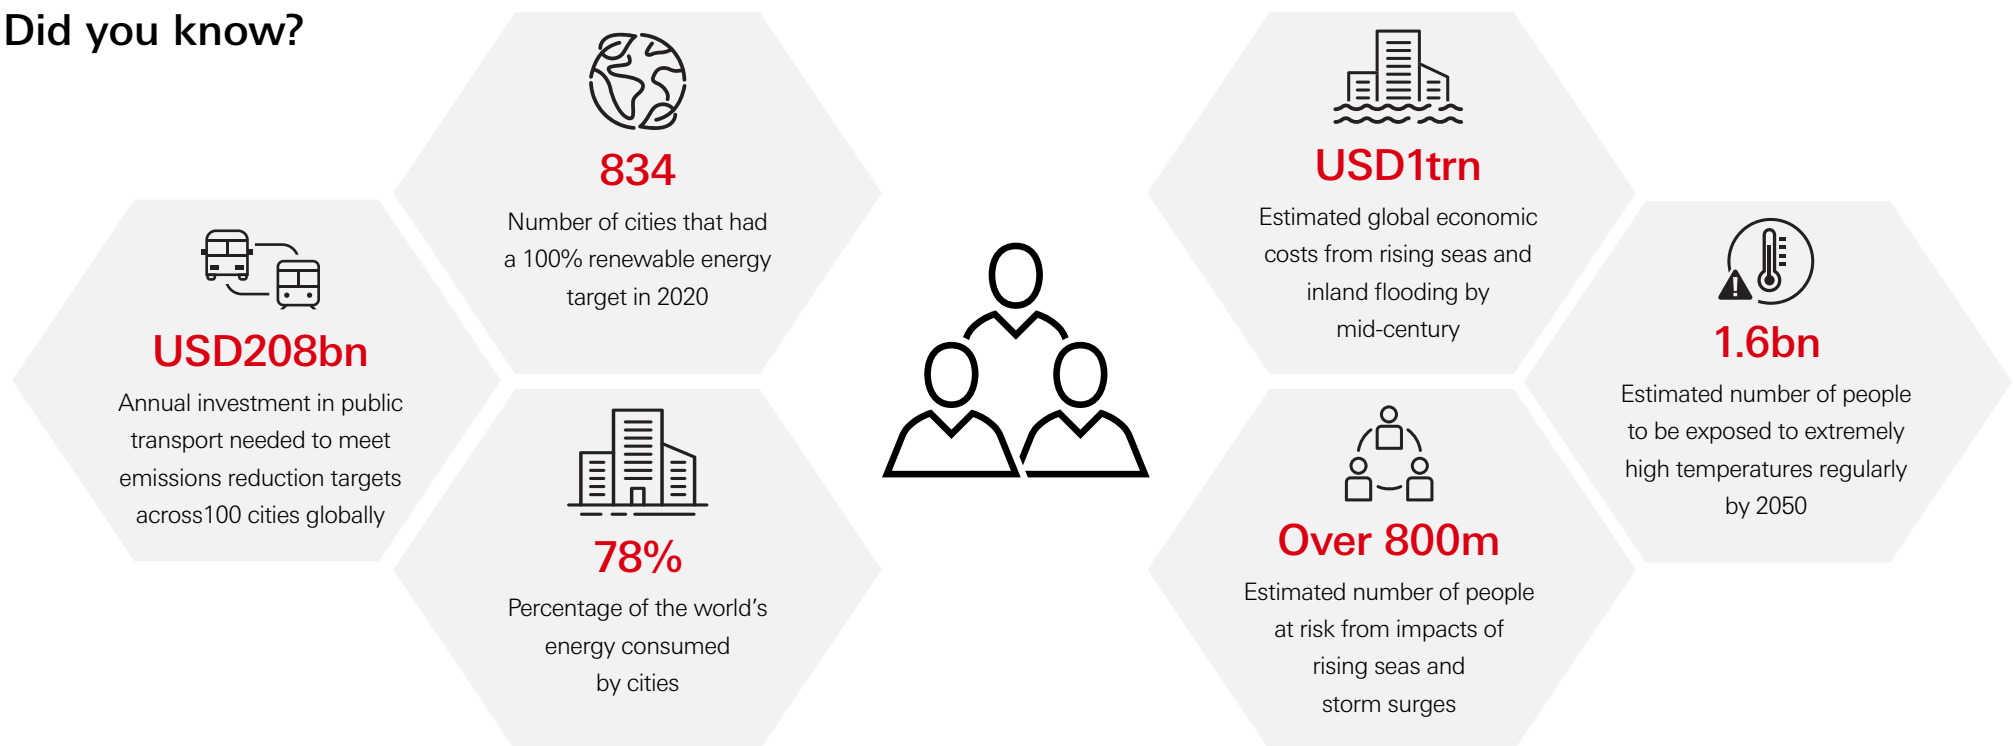 Did you know?
USD208bn
Annual investment in public
transport needed to meet
emissions reduction targets
across100 cities globally
834
Number of cities that had
a 100% renewable energy
target in 2020
78%
Percentage of the world's
energy consumed
by cities
USD1trn
Estimated global economic
costs from rising seas and
inland flooding by
mid-century
Over 800m
Estimated number of people
at risk from impacts of
rising seas and
storm surges
1.6bn
Estimated number of people
to be exposed to extremely
high temperatures regularly
by 2050